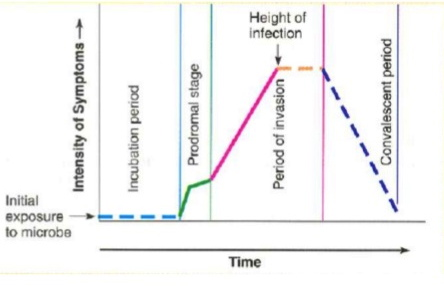 Height of
infection
Intensity of Symptoms
Incubation period
Prodromal stage
Period of invasion
Convalescent period
Initial
exposure
to microbe
Time